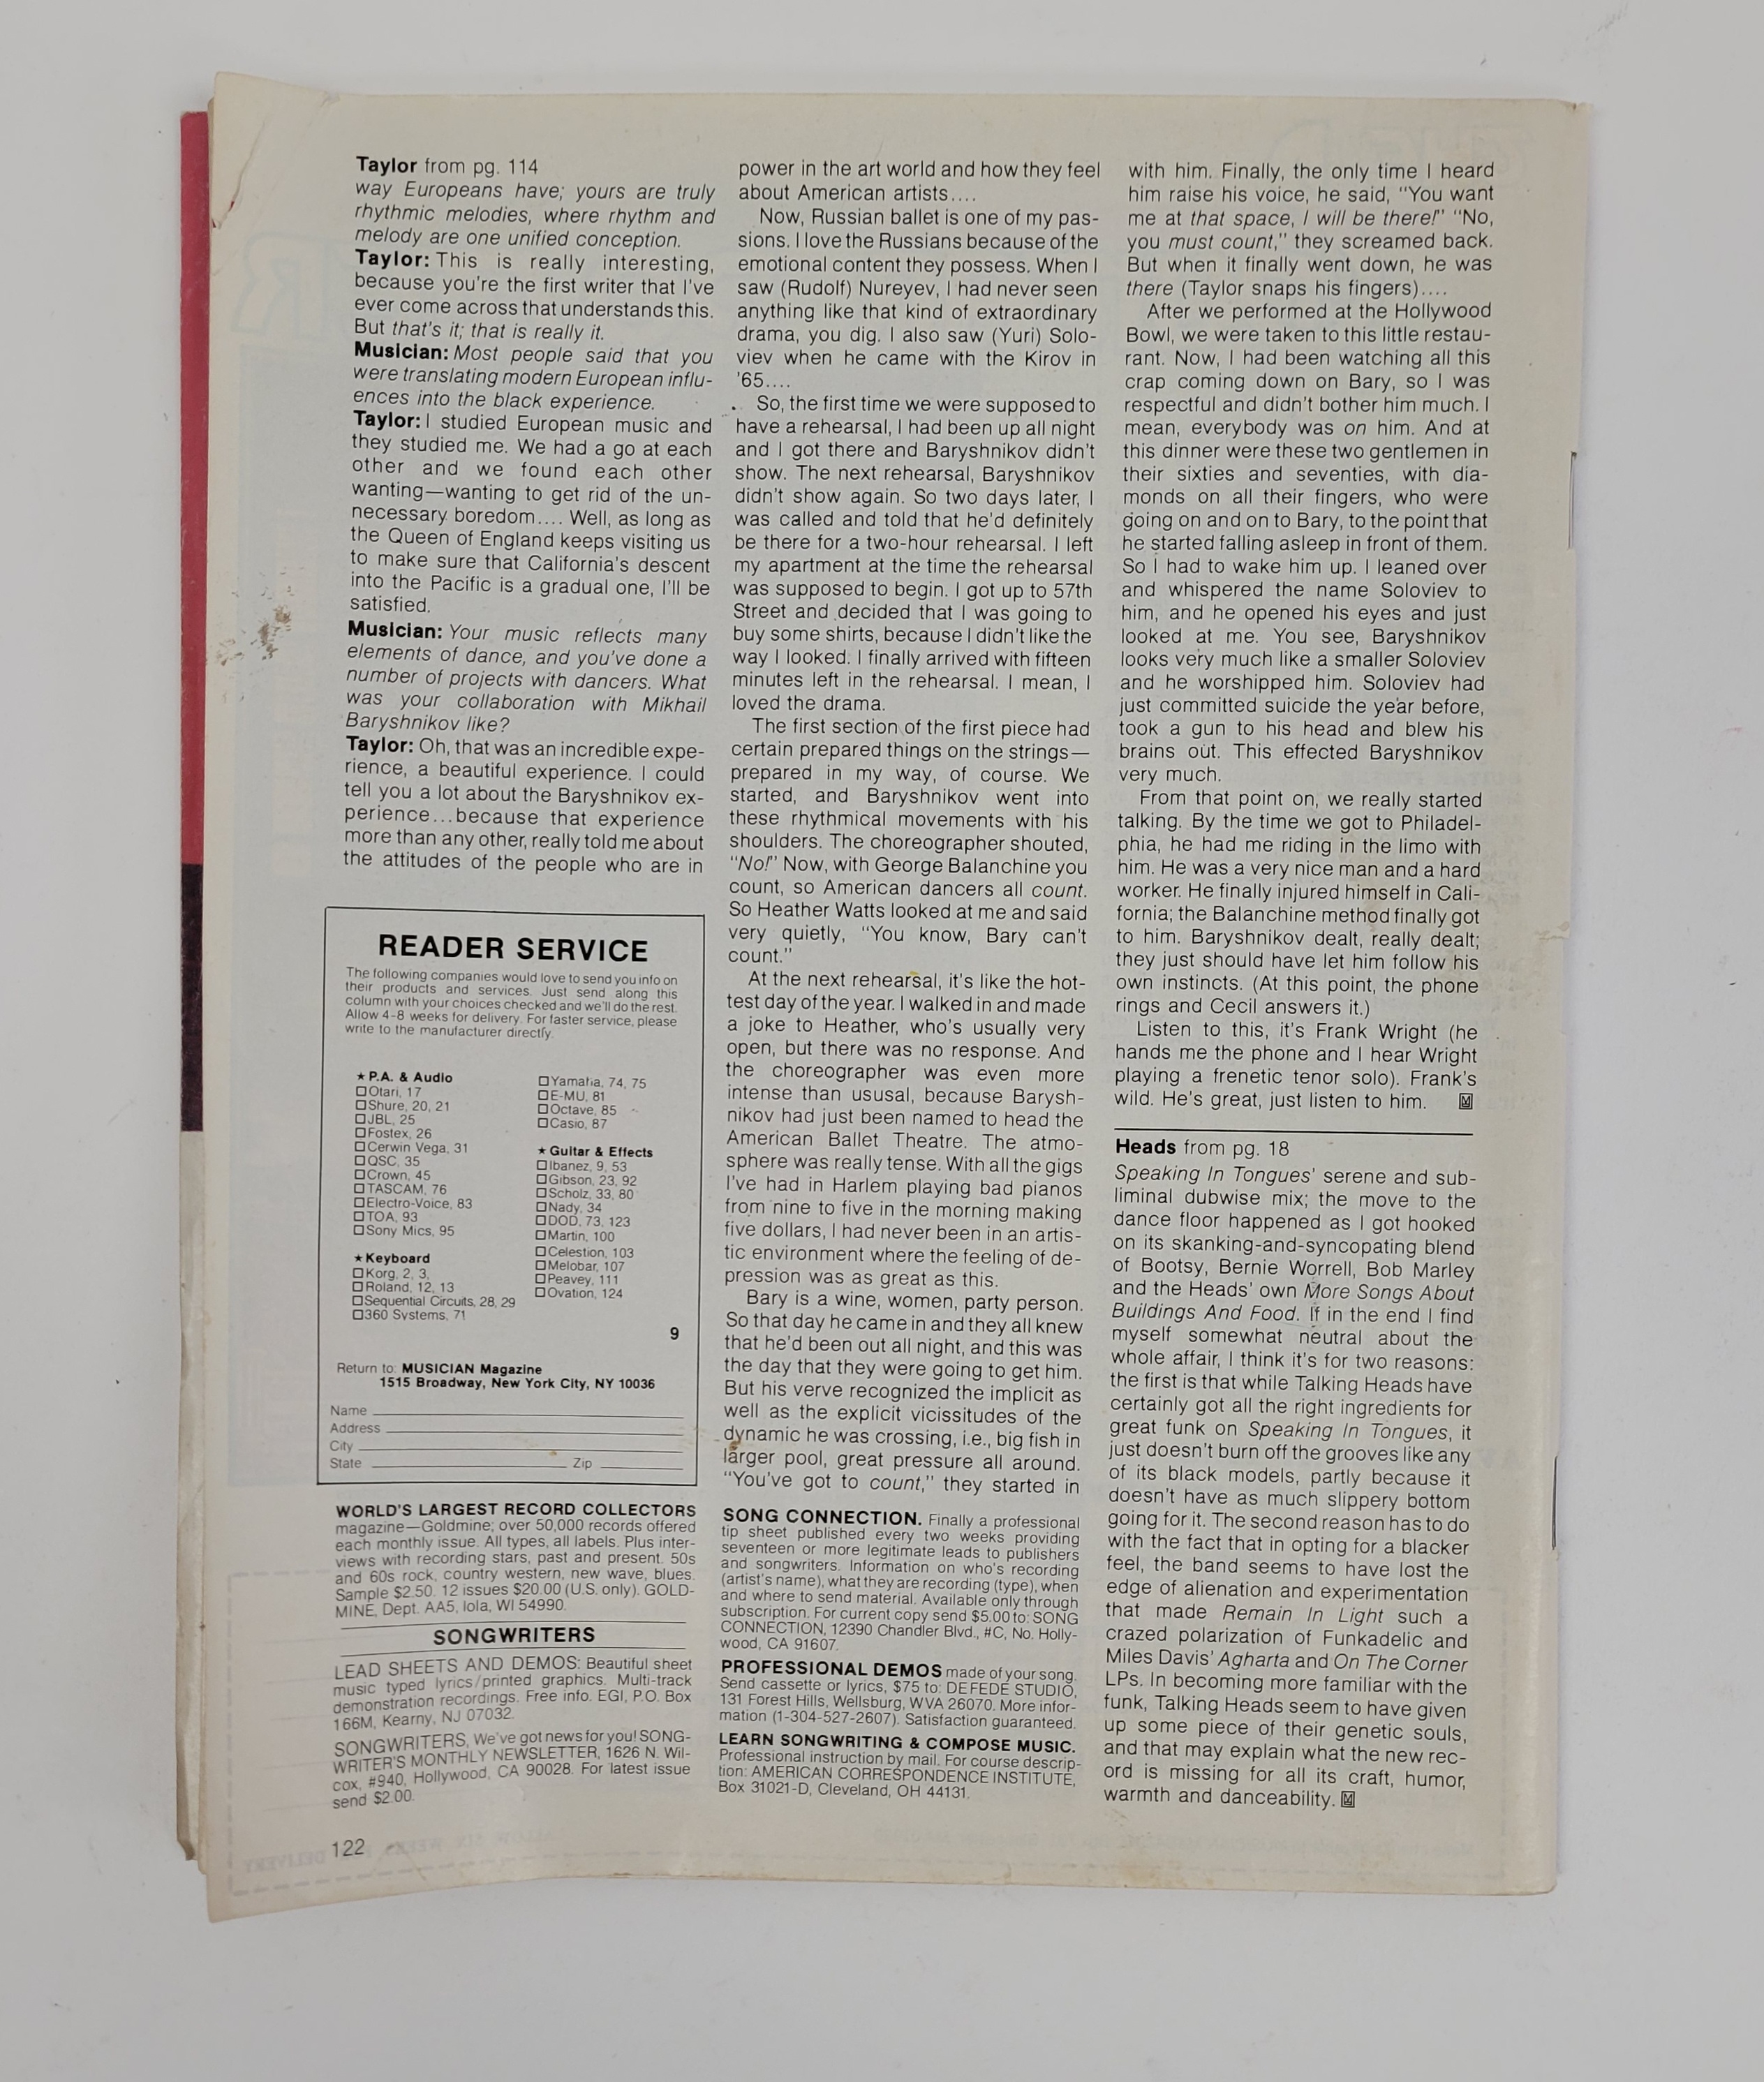 Taylor from pg. 114
way Europeans have; yours are truly
rhythmic melodies, where rhythm and
melody are one unified conception.
Taylor: This is really interesting,
because you're the first writer that I've
ever come across that understands this.
But that's it; that is really it.
Musician: Most people said that you
were translating modern European influ-
ences into the black experience.
Taylor: I studied European music and
they studied me. We had a go at each
other and we found each other
wanting—wanting to get rid of the un-
necessary boredom.... Well, as long as
the Queen of England keeps visiting us
to make sure that California's descent
into the Pacific is a gradual one, I'll be
satisfied.
Musician: Your music reflects many
elements of dance, and you've done a
number of projects with dancers. What
was your collaboration with Mikhail
Baryshnikov like?
Taylor: Oh, that was an incredible expe-
rience, a beautiful experience. I could
tell you a lot about the Baryshnikov ex-
perience...because that experience
more than any other, really told me about
the attitudes of the people who are in
READER SERVICE
The following companies would love to send you info on
their products and services. Just send along this
column with your choices checked and we'll do the rest.
Allow 4-8 weeks for delivery. For faster service, please
write to the manufacturer directly.
★ P.A. & Audio
☐ Otari, 17
☐ Shure, 20, 21
☐ JBL, 25
☐ Fostex, 26
☐ Cerwin Vega, 31
☐ QSC, 35
☐ Crown, 45
☐ TASCAM, 76
☐ Electro-Voice, 83
☐ TOA, 93
☐ Sony Mics, 95
★ Keyboard
☐ Korg, 2, 3,
☐ Roland, 12, 13
☐ Sequential Circuits, 28, 29
☐ 360 Systems, 71
☐ Yamaha, 74, 75
☐ E-MU, 81
☐ Octave, 85
☐ Casio, 87
★ Guitar & Effects
☐ Ibanez, 9, 53
☐ Gibson, 23, 92
☐ Scholz, 33, 80
☐ Nady, 34
☐ DOD, 73, 123
☐ Martin, 100
☐ Celestion, 103
☐ Melobar, 107
☐ Peavey, 111
☐ Ovation, 124
9
Return to: MUSICIAN Magazine
1515 Broadway, New York City, NY 10036
Name
Address
City
State Zip
WORLD'S LARGEST RECORD COLLECTORS
magazine—Goldmine; over 50,000 records offered
each monthly issue. All types, all labels. Plus inter-
views with recording stars, past and present. 50s
and 60s rock, country western, new wave, blues.
Sample $2.50. 12 issues $20.00 (U.S. only). GOLD-
MINE, Dept. AA5, Iola, WI 54990.
SONGWRITERS
LEAD SHEETS AND DEMOS: Beautiful sheet
music typed lyrics/printed graphics. Multi-track
demonstration recordings. Free info. EGI, P.O. Box
166M, Kearny, NJ 07032.
SONGWRITERS, We've got news for you! SONG-
WRITER'S MONTHLY NEWSLETTER, 1626 N. Wil-
cox, #940, Hollywood, CA 90028. For latest issue
send $2.00.
122
power in the art world and how they feel
about American artists....
Now, Russian ballet is one of my pas-
sions. I love the Russians because of the
emotional content they possess. When I
saw (Rudolf) Nureyev, I had never seen
anything like that kind of extraordinary
drama, you dig. I also saw (Yuri) Solo-
viev when he came with the Kirov in
'65....
So, the first time we were supposed to
have a rehearsal, I had been up all night
and I got there and Baryshnikov didn't
show. The next rehearsal, Baryshnikov
didn't show again. So two days later, I
was called and told that he'd definitely
be there for a two-hour rehearsal. I left
my apartment at the time the rehearsal
was supposed to begin. I got up to 57th
Street and decided that I was going to
buy some shirts, because I didn't like the
way I looked. I finally arrived with fifteen
minutes left in the rehearsal. I mean, I
loved the drama.
The first section of the first piece had
certain prepared things on the strings—
prepared in my way, of course. We
started, and Baryshnikov went into
these rhythmical movements with his
shoulders. The choreographer shouted,
"No!" Now, with George Balanchine you
count, so American dancers all count.
So Heather Watts looked at me and said
very quietly, "You know, Bary can't
count."
At the next rehearsal, it's like the hot-
test day of the year. I walked in and made
a joke to Heather, who's usually very
open, but there was no response. And
the choreographer was even more
intense than ususal, because Barysh-
nikov had just been named to head the
American Ballet Theatre. The atmo-
sphere was really tense. With all the gigs
I've had in Harlem playing bad pianos
from nine to five in the morning making
five dollars, I had never been in an artis-
tic environment where the feeling of de-
pression was as great as this.
Bary is a wine, women, party person.
So that day he came in and they all knew
that he'd been out all night, and this was
the day that they were going to get him.
But his verve recognized the implicit as
well as the explicit vicissitudes of the
dynamic he was crossing, i.e., big fish in
larger pool, great pressure all around.
"You've got to count," they started in
SONG CONNECTION. Finally a professional
tip sheet published every two weeks providing
seventeen or more legitimate leads to publishers
and songwriters. Information on who's recording
(artist's name), what they are recording (type), when
and where to send material. Available only through
subscription. For current copy send $5.00 to: SONG
CONNECTION, 12390 Chandler Blvd., #C, No. Holly-
wood, CA 91607.
PROFESSIONAL DEMOS made of your song.
Send cassette or lyrics, $75 to: DEFEDE STUDIO,
131 Forest Hills, Wellsburg, WVA 26070. More infor-
mation (1-304-527-2607). Satisfaction guaranteed.
LEARN SONGWRITING & COMPOSE MUSIC.
Professional instruction by mail. For course descrip-
tion: AMERICAN CORRESPONDENCE INSTITUTE,
Box 31021-D, Cleveland, OH 44131.
with him. Finally, the only time I heard
him raise his voice, he said, "You want
me at that space, I will be there!" "No,
you must count," they screamed back.
But when it finally went down, he was
there (Taylor snaps his fingers)....
After we performed at the Hollywood
Bowl, we were taken to this little restau-
rant. Now, I had been watching all this
crap coming down on Bary, so I was
respectful and didn't bother him much. I
mean, everybody was on him. And at
this dinner were these two gentlemen in
their sixties and seventies, with dia-
monds on all their fingers, who were
going on and on to Bary, to the point that
he started falling asleep in front of them.
So I had to wake him up. I leaned over
and whispered the name Soloviev to
him, and he opened his eyes and just
looked at me. You see, Baryshnikov
looks very much like a smaller Soloviev
and he worshipped him. Soloviev had
just committed suicide the year before,
took a gun to his head and blew his
brains out. This effected Baryshnikov
very much.
From that point on, we really started
talking. By the time we got to Philadel-
phia, he had me riding in the limo with
him. He was a very nice man and a hard
worker. He finally injured himself in Cali-
fornia; the Balanchine method finally got
to him. Baryshnikov dealt, really dealt;
they just should have let him follow his
own instincts. (At this point, the phone
rings and Cecil answers it.)
Listen to this, it's Frank Wright (he
hands me the phone and I hear Wright
playing a frenetic tenor solo). Frank's
wild. He's great, just listen to him. M
Heads from pg. 18
Speaking In Tongues' serene and sub-
liminal dubwise mix; the move to the
dance floor happened as I got hooked
on its skanking-and-syncopating blend
of Bootsy, Bernie Worrell, Bob Marley
and the Heads' own More Songs About
Buildings And Food. If in the end I find
myself somewhat neutral about the
whole affair, I think it's for two reasons:
the first is that while Talking Heads have
certainly got all the right ingredients for
great funk on Speaking In Tongues, it
just doesn't burn off the grooves like any
of its black models, partly because it
doesn't have as much slippery bottom
going for it. The second reason has to do
with the fact that in opting for a blacker
feel, the band seems to have lost the
edge of alienation and experimentation
that made Remain In Light such a
crazed polarization of Funkadelic and
Miles Davis' Agharta and On The Corner
LPs. In becoming more familiar with the
funk, Talking Heads seem to have given
up some piece of their genetic souls,
and that may explain what the new rec-
ord is missing for all its craft, humor,
warmth and danceability. M